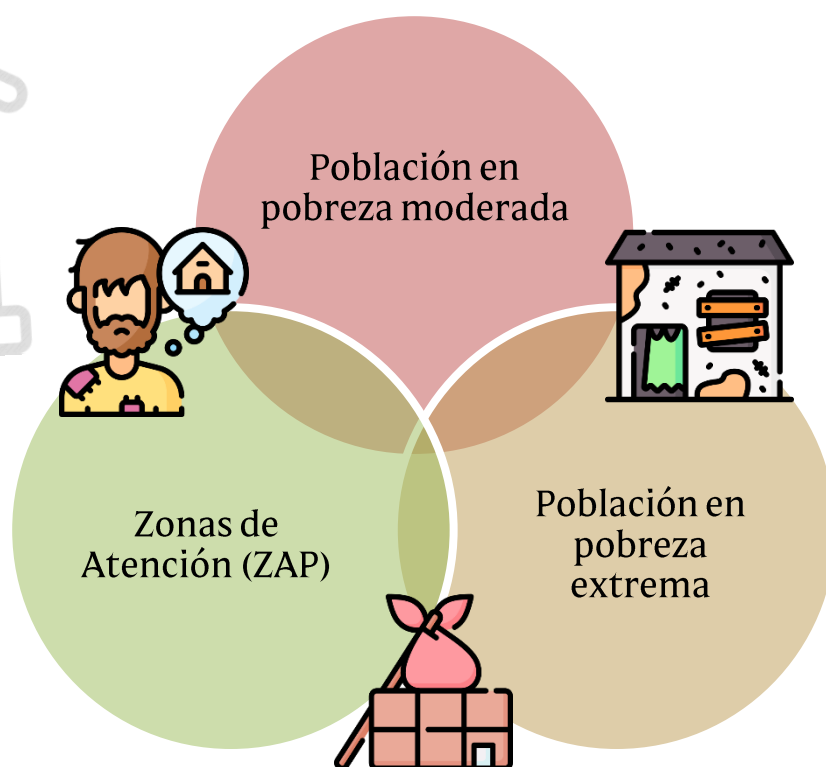 Población en
pobreza moderada
Zonas de
Atención (ZAP)
Población en
pobreza
extrema